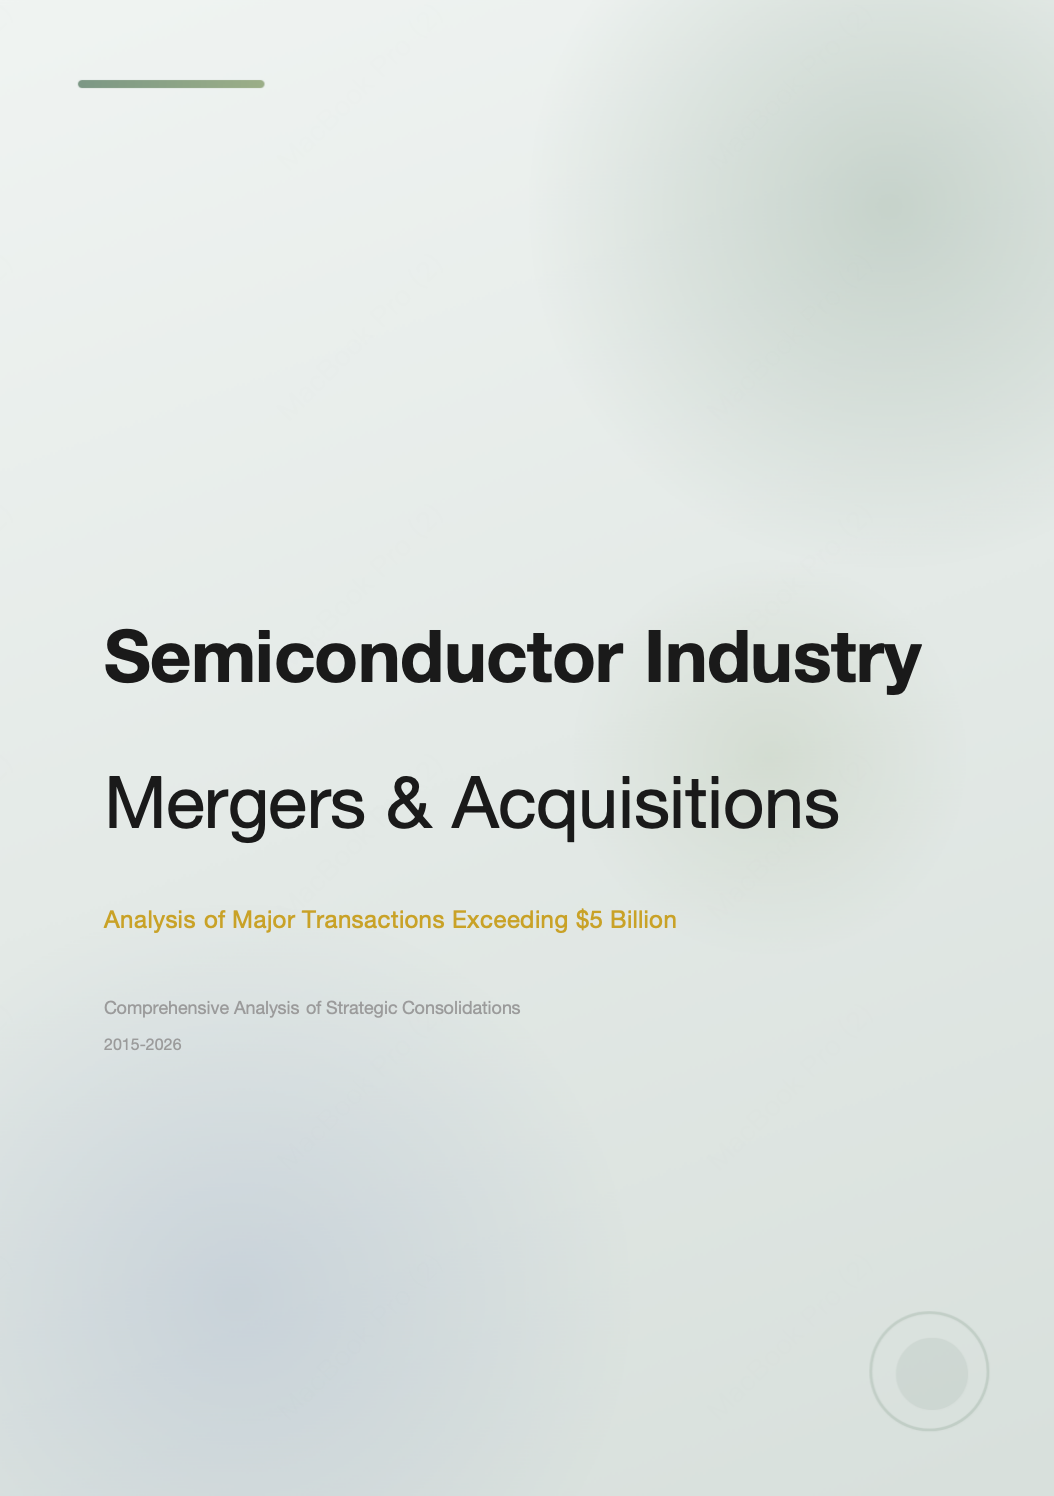 Semiconductor Industry
Mergers & Acquisitions
Analysis of Major Transactions Exceeding $5 Billion
Comprehensive Analysis of Strategic Consolidations
2015-2026